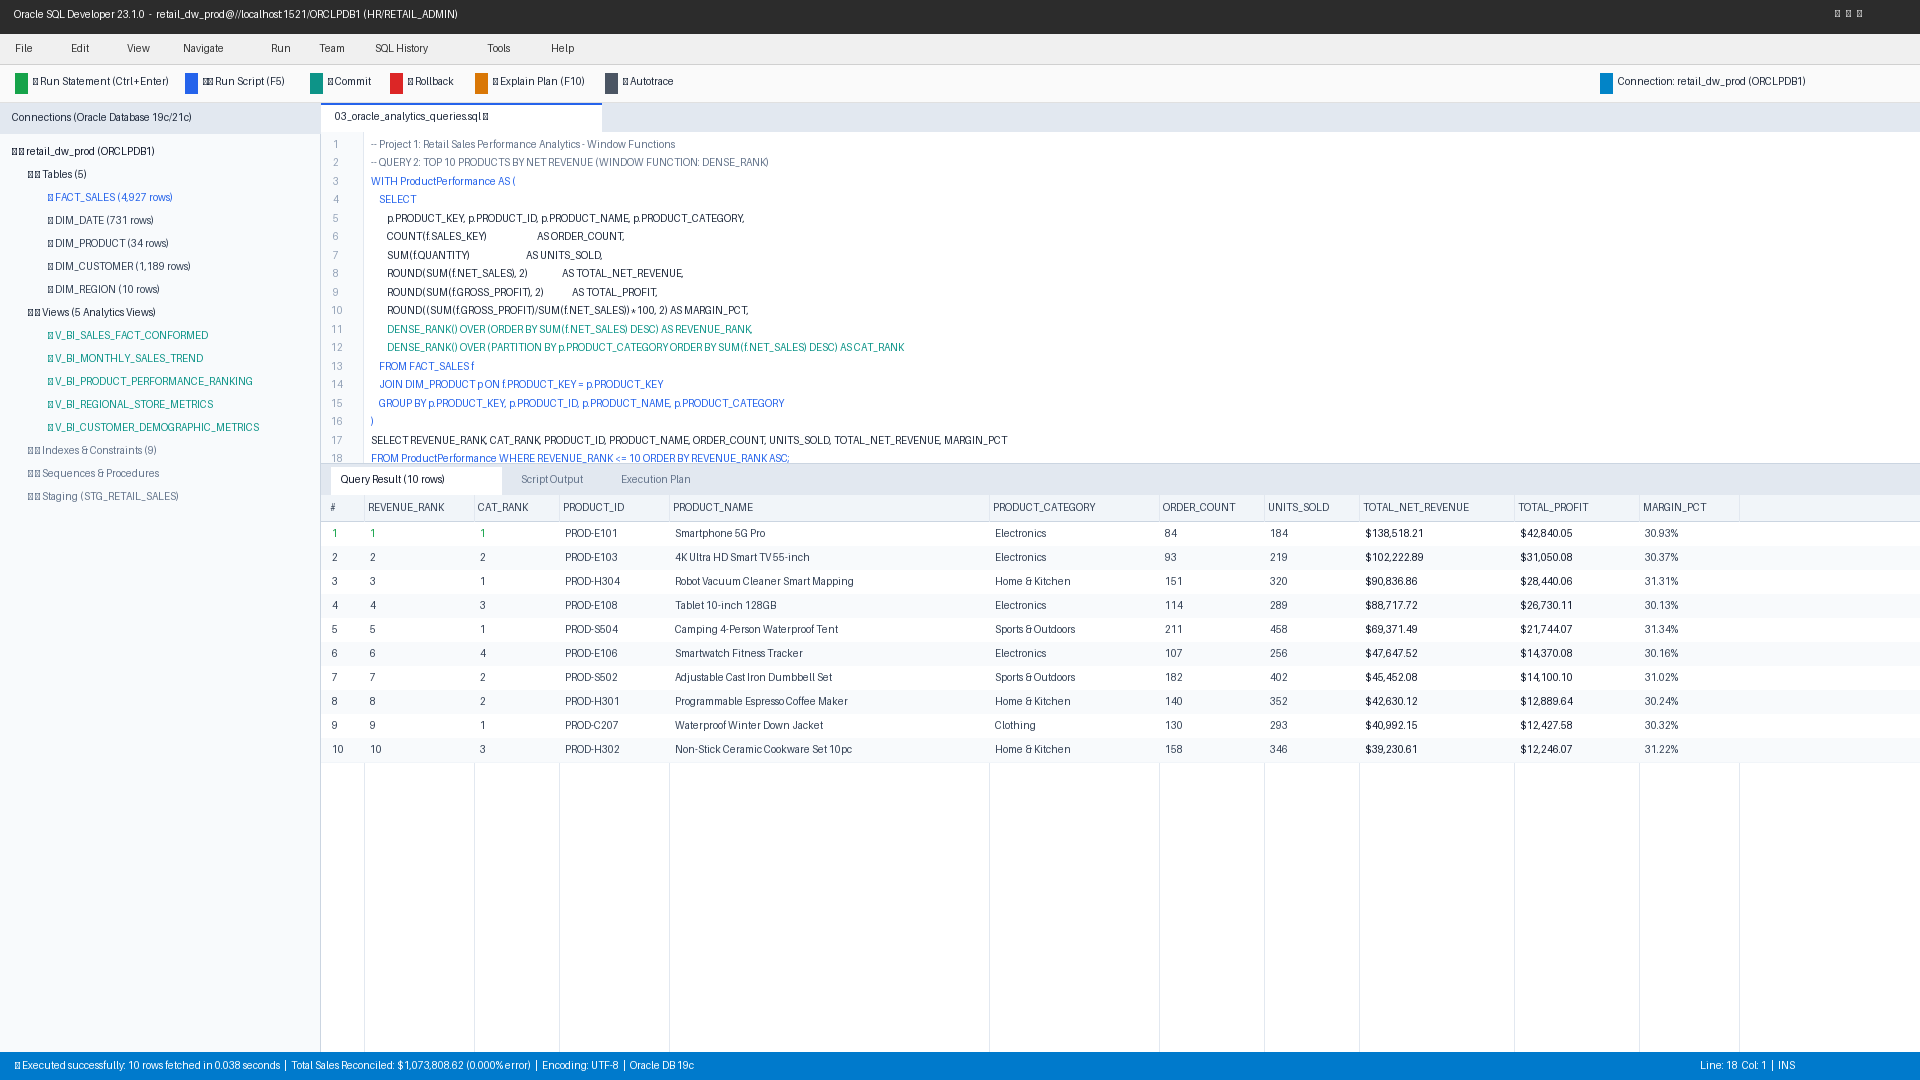 Oracle SQL Developer 23.1.0 - retail_dw_prod@//localhost:1521/ORCLPDB1 (HR/RETAIL_ADMIN)
File Edit View Navigate Run Team SQL History Tools Help
Run Statement (Ctrl+Enter) Run Script (F5) Commit Rollback Explain Plan (F10) Autotrace Connection: retail_dw_prod (ORCLPDB1)
Connections (Oracle Database 19c/21c)
retail_dw_prod (ORCLPDB1)
Tables (5)
FACT_SALES (4,927 rows)
DIM_DATE (731 rows)
DIM_PRODUCT (34 rows)
DIM_CUSTOMER (1,189 rows)
DIM_REGION (10 rows)
Views (5 Analytics Views)
V_BI_SALES_FACT_CONFORMED
V_BI_MONTHLY_SALES_TREND
V_BI_PRODUCT_PERFORMANCE_RANKING
V_BI_REGIONAL_STORE_METRICS
V_BI_CUSTOMER_DEMOGRAPHIC_METRICS
Indexes & Constraints (9)
Sequences & Procedures
Staging (STG_RETAIL_SALES)
03_oracle_analytics_queries.sql
1 -- Project 1: Retail Sales Performance Analytics - Window Functions
2 -- QUERY 2: TOP 10 PRODUCTS BY NET REVENUE (WINDOW FUNCTION: DENSE_RANK)
3 WITH ProductPerformance AS (
4 SELECT
5 p.PRODUCT_KEY, p.PRODUCT_ID, p.PRODUCT_NAME, p.PRODUCT_CATEGORY,
6 COUNT(f.SALES_KEY) AS ORDER_COUNT,
7 SUM(f.QUANTITY) AS UNITS_SOLD,
8 ROUND(SUM(f.NET_SALES), 2) AS TOTAL_NET_REVENUE,
9 ROUND(SUM(f.GROSS_PROFIT), 2) AS TOTAL_PROFIT,
10 ROUND((SUM(f.GROSS_PROFIT)/SUM(f.NET_SALES))*100, 2) AS MARGIN_PCT,
11 DENSE_RANK() OVER (ORDER BY SUM(f.NET_SALES) DESC) AS REVENUE_RANK,
12 DENSE_RANK() OVER (PARTITION BY p.PRODUCT_CATEGORY ORDER BY SUM(f.NET_SALES) DESC) AS CAT_RANK
13 FROM FACT_SALES f
14 JOIN DIM_PRODUCT p ON f.PRODUCT_KEY = p.PRODUCT_KEY
15 GROUP BY p.PRODUCT_KEY, p.PRODUCT_ID, p.PRODUCT_NAME, p.PRODUCT_CATEGORY
16 )
17 SELECT REVENUE_RANK, CAT_RANK, PRODUCT_ID, PRODUCT_NAME, ORDER_COUNT, UNITS_SOLD, TOTAL_NET_REVENUE, MARGIN_PCT
18 FROM ProductPerformance WHERE REVENUE_RANK <= 10 ORDER BY REVENUE_RANK ASC;
Query Result (10 rows) Script Output Execution Plan
# REVENUE_RANK CAT_RANK PRODUCT_ID PRODUCT_NAME PRODUCT_CATEGORY ORDER_COUNT UNITS_SOLD TOTAL_NET_REVENUE TOTAL_PROFIT MARGIN_PCT
1 1 1 PROD-E101 Smartphone 5G Pro Electronics 84 184 $138,518.21 $42,840.05 30.93%
2 2 2 PROD-E103 4K Ultra HD Smart TV 55-inch Electronics 93 219 $102,222.89 $31,050.08 30.37%
3 3 1 PROD-H304 Robot Vacuum Cleaner Smart Mapping Home & Kitchen 151 320 $90,836.86 $28,440.06 31.31%
4 4 3 PROD-E108 Tablet 10-inch 128GB Electronics 114 289 $88,717.72 $26,730.11 30.13%
5 5 1 PROD-S504 Camping 4-Person Waterproof Tent Sports & Outdoors 211 458 $69,371.49 $21,744.07 31.34%
6 6 4 PROD-E106 Smartwatch Fitness Tracker Electronics 107 256 $47,647.52 $14,370.08 30.16%
7 7 2 PROD-S502 Adjustable Cast Iron Dumbbell Set Sports & Outdoors 182 402 $45,452.08 $14,100.10 31.02%
8 8 2 PROD-H301 Programmable Espresso Coffee Maker Home & Kitchen 140 352 $42,630.12 $12,889.64 30.24%
9 9 1 PROD-C207 Waterproof Winter Down Jacket Clothing 130 293 $40,992.15 $12,427.58 30.32%
10 10 3 PROD-H302 Non-Stick Ceramic Cookware Set 10pc Home & Kitchen 158 346 $39,230.61 $12,246.07 31.22%
Executed successfully: 10 rows fetched in 0.038 seconds | Total Sales Reconciled: $1,073,808.62 (0.000% error) | Encoding: UTF-8 | Oracle DB 19c Line: 18 Col: 1 | INS